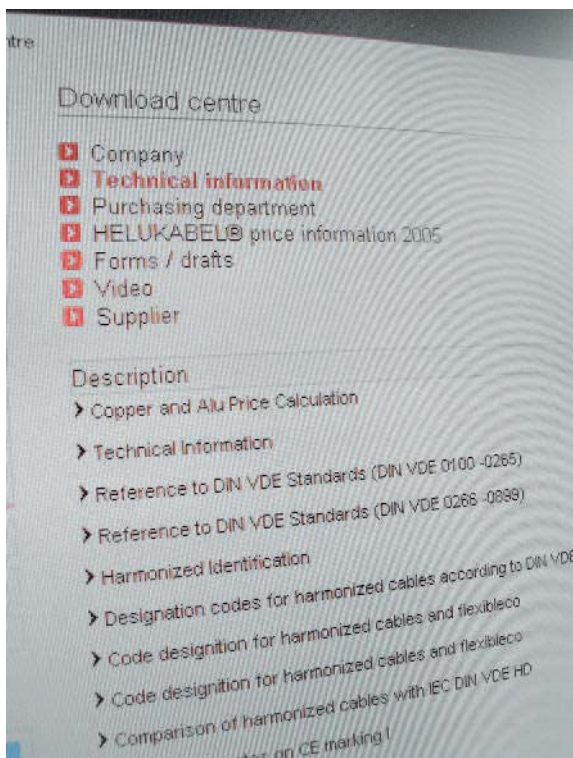 ntre
Download centre
Company
Technical information
Purchasing department
HELUKABEL® price information 2005
Forms / drafts
Video
Supplier
Description
Copper and Alu Price Calculation
Technical Information
Reference to DIN VDE Standards (DIN VDE 0100 -0265)
Reference to DIN VDE Standards (DIN VDE 0266 -0899)
Harmonized Identification
Designation codes for harmonized cables according to DIN VDE
Code designition for harmonized cables and flexibleco
Code designition for harmonized cables and flexibleco
Comparison of harmonized cables with IEC DIN VDE HD
on CE marking I